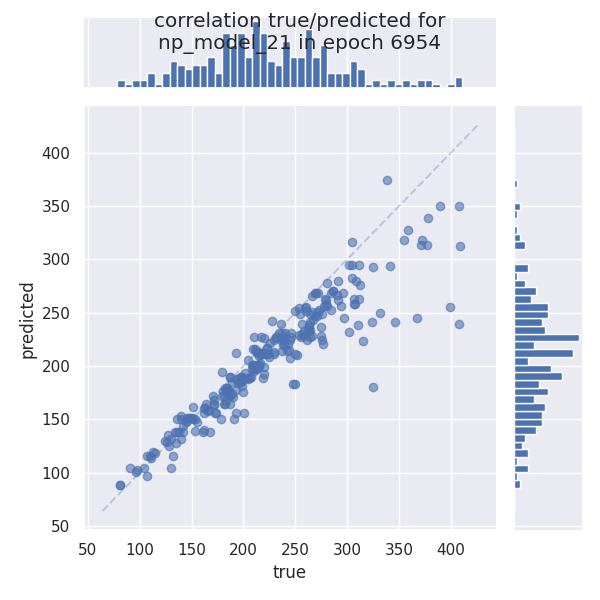 correlation true/predicted for
np_model_21 in epoch 6954
400
350
300
250
200
150
100
50
predicted
50 100 150 200 250 300 350 400
true